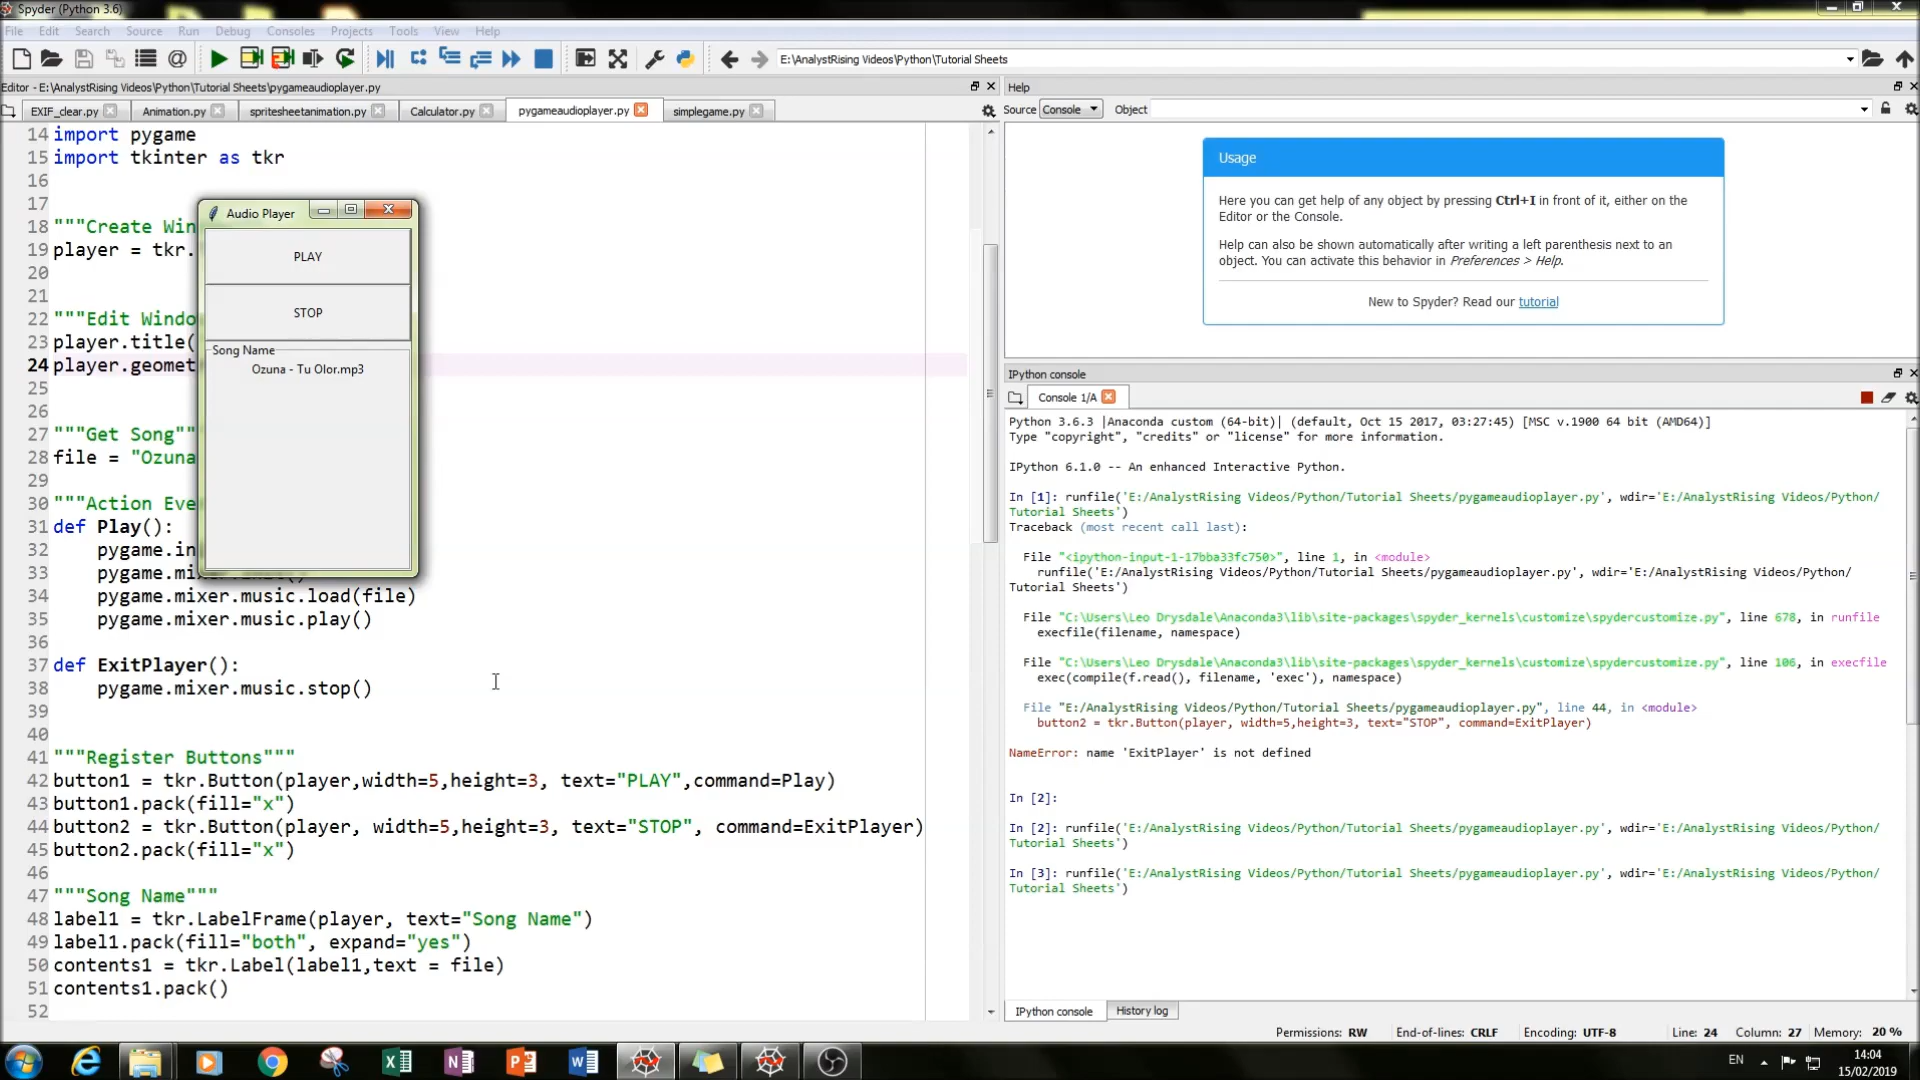 Spyder (Python 3.6)
File Edit Search Source Run Debug Consoles Projects Tools View Help
E:\AnalystRising Videos\Python\Tutorial Sheets
Editor - E:\AnalystRising Videos\Python\Tutorial Sheets\pygameaudioplayer.py
EXIF_clear.py Animation.py spritesheetanimation.py Calculator.py pygameaudioplayer.py simplegame.py
14 import pygame
15 import tkinter as tkr
16
17
18 """Create Win
19 player = tkr.
20
21
22 """Edit Windo
23 player.title(
24 player.geomet
25
26
27 """Get Song""
28 file = "Ozuna
29
30 """Action Eve
31 def Play():
32 pygame.in
33 pygame.mi
34 pygame.mixer.music.load(file)
35 pygame.mixer.music.play()
36
37 def ExitPlayer():
38 pygame.mixer.music.stop()
39
40
41 """Register Buttons"""
42 button1 = tkr.Button(player,width=5,height=3, text="PLAY",command=Play)
43 button1.pack(fill="x")
44 button2 = tkr.Button(player, width=5,height=3, text="STOP", command=ExitPlayer)
45 button2.pack(fill="x")
46
47 """Song Name"""
48 label1 = tkr.LabelFrame(player, text="Song Name")
49 label1.pack(fill="both", expand="yes")
50 contents1 = tkr.Label(label1,text = file)
51 contents1.pack()
52
Audio Player
PLAY
STOP
Song Name
Ozuna - Tu Olor.mp3
Help
Source Console Object
Usage
Here you can get help of any object by pressing Ctrl+I in front of it, either on the
Editor or the Console.
Help can also be shown automatically after writing a left parenthesis next to an
object. You can activate this behavior in Preferences > Help.
New to Spyder? Read our tutorial
IPython console
Console 1/A
Python 3.6.3 |Anaconda custom (64-bit)| (default, Oct 15 2017, 03:27:45) [MSC v.1900 64 bit (AMD64)]
Type "copyright", "credits" or "license" for more information.
IPython 6.1.0 -- An enhanced Interactive Python.
In [1]: runfile('E:/AnalystRising Videos/Python/Tutorial Sheets/pygameaudioplayer.py', wdir='E:/AnalystRising Videos/Python/
Tutorial Sheets')
Traceback (most recent call last):
File "<ipython-input-1-17bba33fc750>", line 1, in <module>
runfile('E:/AnalystRising Videos/Python/Tutorial Sheets/pygameaudioplayer.py', wdir='E:/AnalystRising Videos/Python/
Tutorial Sheets')
File "C:\Users\Leo Drysdale\Anaconda3\lib\site-packages\spyder_kernels\customize\spydercustomize.py", line 678, in runfile
execfile(filename, namespace)
File "C:\Users\Leo Drysdale\Anaconda3\lib\site-packages\spyder_kernels\customize\spydercustomize.py", line 106, in execfile
exec(compile(f.read(), filename, 'exec'), namespace)
File "E:/AnalystRising Videos/Python/Tutorial Sheets/pygameaudioplayer.py", line 44, in <module>
button2 = tkr.Button(player, width=5,height=3, text="STOP", command=ExitPlayer)
NameError: name 'ExitPlayer' is not defined
In [2]:
In [2]: runfile('E:/AnalystRising Videos/Python/Tutorial Sheets/pygameaudioplayer.py', wdir='E:/AnalystRising Videos/Python/
Tutorial Sheets')
In [3]: runfile('E:/AnalystRising Videos/Python/Tutorial Sheets/pygameaudioplayer.py', wdir='E:/AnalystRising Videos/Python/
Tutorial Sheets')
IPython console History log
Permissions: RW End-of-lines: CRLF Encoding: UTF-8 Line: 24 Column: 27 Memory: 20 %
EN
14:04
15/02/2019